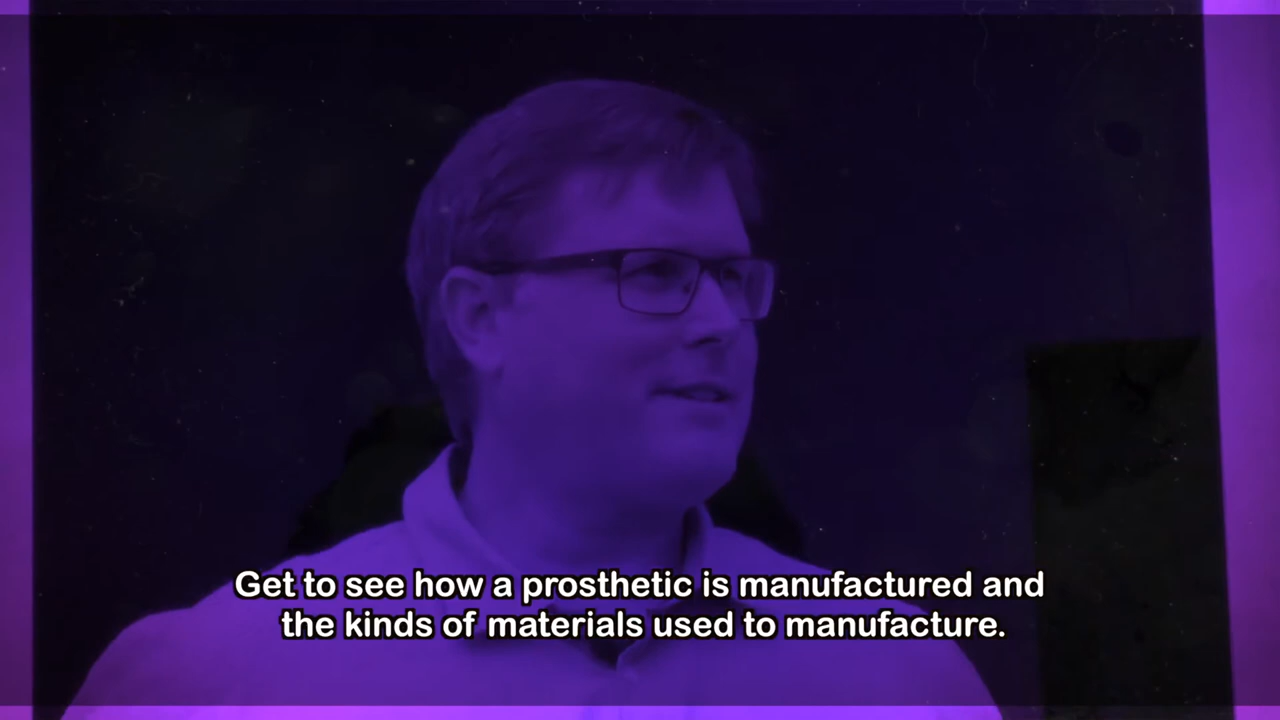 Get to see how a prosthetic is manufactured and
the kinds of materials used to manufacture.